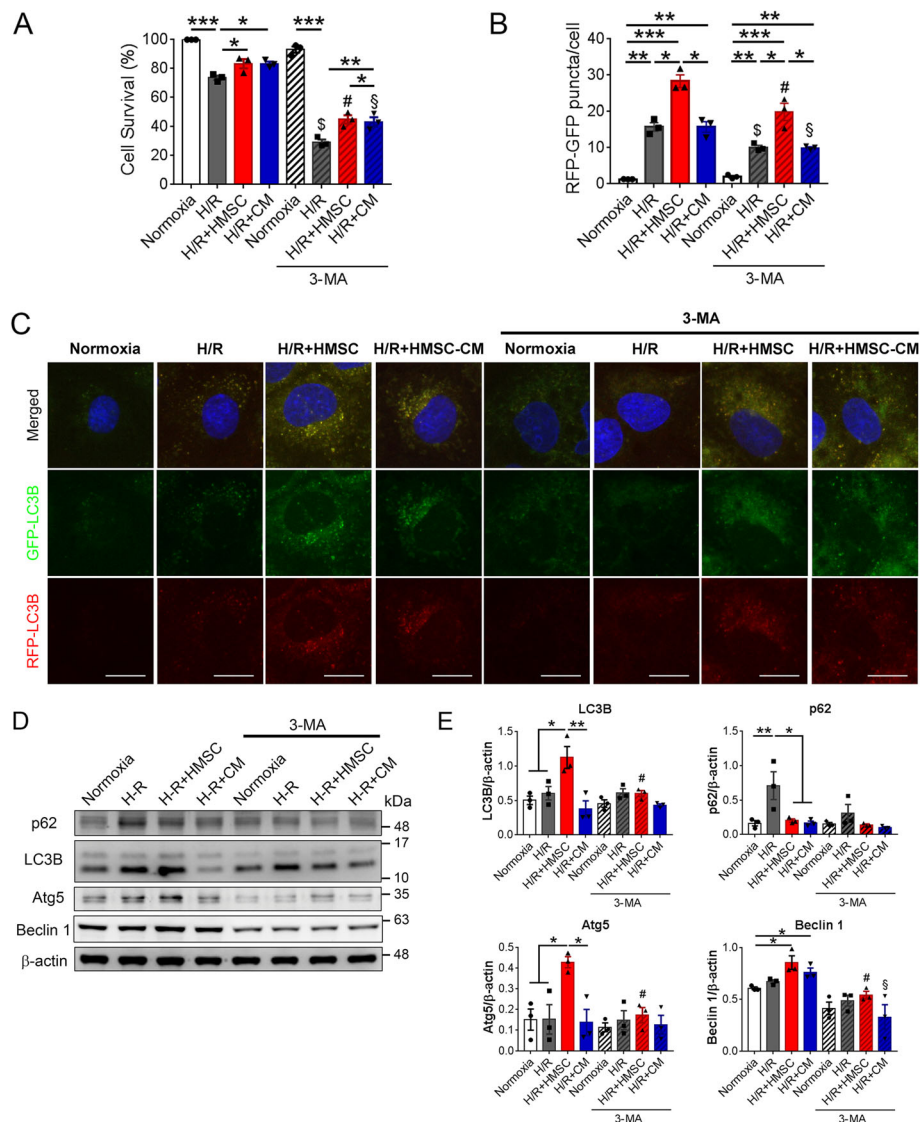 A
*** * ***
** *
*
$ # §
Cell Survival (%)
100
80
60
40
20
0
Normoxia H/R H/R+HMSC H/R+CM Normoxia H/R H/R+HMSC H/R+CM
3-MA
B
** **
*** ***
** * * ** * *
$ # §
RFP-GFP puncta/cell
40
30
20
10
0
Normoxia H/R H/R+HMSC H/R+CM Normoxia H/R H/R+HMSC H/R+CM
3-MA
C
3-MA
Normoxia H/R H/R+HMSC H/R+HMSC-CM Normoxia H/R H/R+HMSC H/R+HMSC-CM
Merged
GFP-LC3B
RFP-LC3B
D
3-MA
Normoxia H-R H-R+HMSC H-R+CM Normoxia H-R H-R+HMSC H-R+CM
kDa
p62
48
17
LC3B
10
Atg5 35
Beclin 1 63
β-actin 48
E
LC3B
* **
#
LC3B/β-actin
1.5
1.0
0.5
0.0
Normoxia H/R H/R+HMSC H/R+CM Normoxia H/R H/R+HMSC H/R+CM
3-MA
p62
** *
p62/β-actin
1.5
1.0
0.5
0.0
Normoxia H/R H/R+HMSC H/R+CM Normoxia H/R H/R+HMSC H/R+CM
3-MA
Atg5
* *
#
Atg5/β-actin
0.5
0.4
0.3
0.2
0.1
0.0
Normoxia H/R H/R+HMSC H/R+CM Normoxia H/R H/R+HMSC H/R+CM
3-MA
Beclin 1
*
*
# §
Beclin 1/β-actin
1.5
1.0
0.5
0.0
Normoxia H/R H/R+HMSC H/R+CM Normoxia H/R H/R+HMSC H/R+CM
3-MA